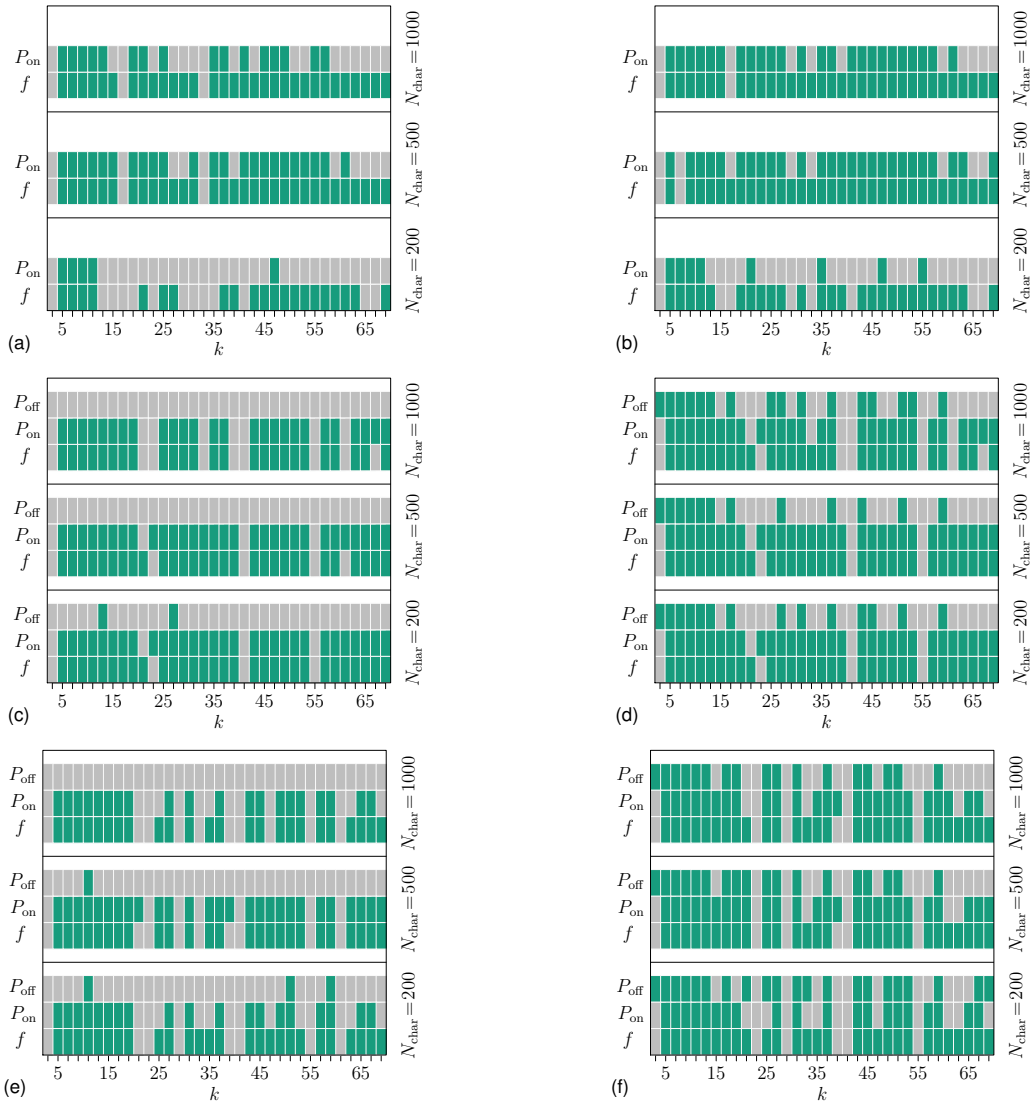 P_on
f
N_char = 1000
P_on
f
N_char = 500
P_on
f
N_char = 200
5 15 25 35 45 55 65
k
(a)
N_char = 1000
P_on
f
N_char = 500
P_on
f
N_char = 200
P_on
f
5 15 25 35 45 55 65
k
(b)
P_off
P_on
f
N_char = 1000
P_off
P_on
f
N_char = 500
P_off
P_on
f
N_char = 200
5 15 25 35 45 55 65
k
(c)
P_off
P_on
f
N_char = 1000
P_off
P_on
f
N_char = 500
P_off
P_on
f
N_char = 200
5 15 25 35 45 55 65
k
(d)
P_off
P_on
f
N_char = 1000
P_off
P_on
f
N_char = 500
P_off
P_on
f
N_char = 200
5 15 25 35 45 55 65
k
(e)
P_off
P_on
f
N_char = 1000
P_off
P_on
f
N_char = 500
P_off
P_on
f
N_char = 200
5 15 25 35 45 55 65
k
(f)